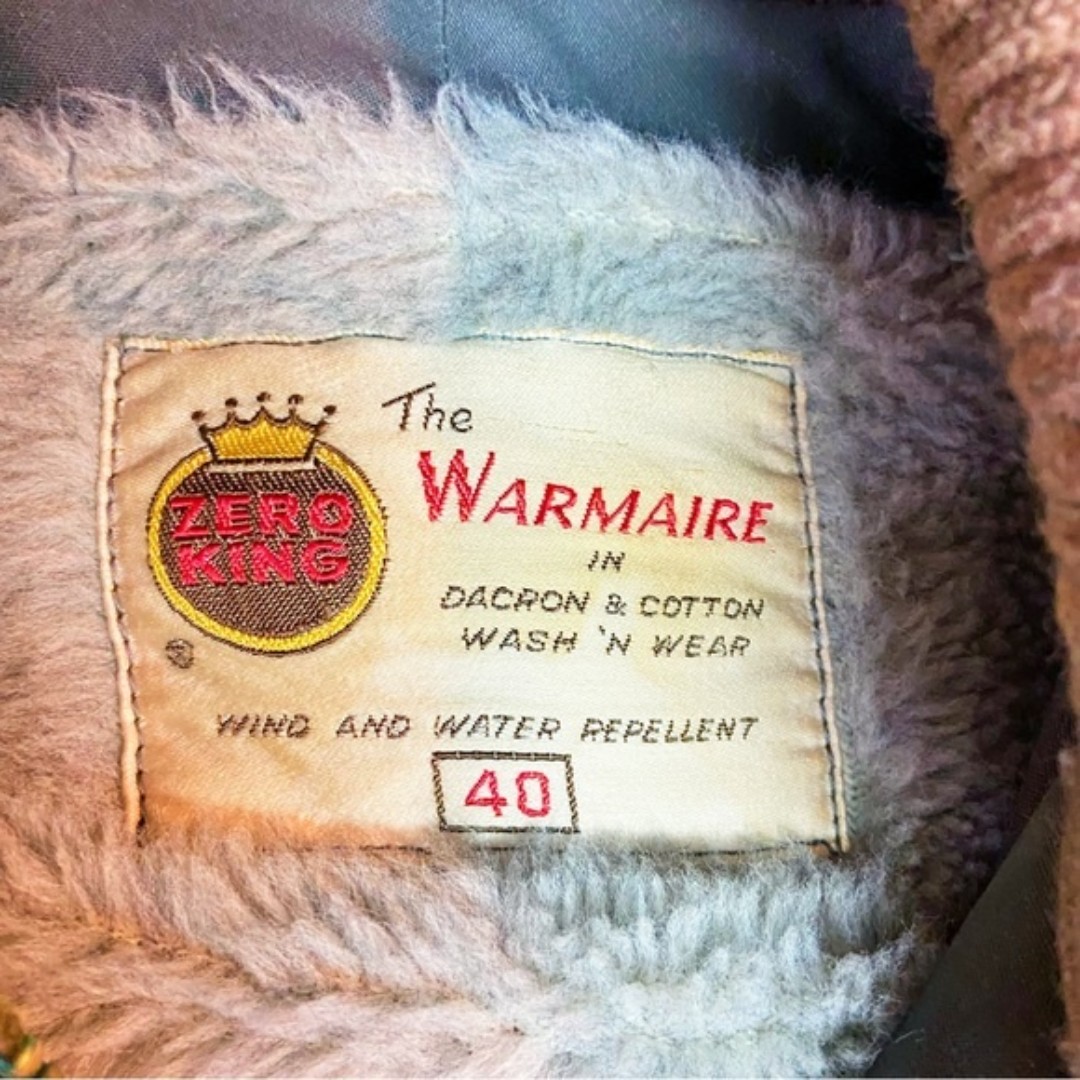 ZERO
KING
®
The
WARMAIRE
IN
DACRON & COTTON
WASH 'N WEAR
WIND AND WATER REPELLENT
40